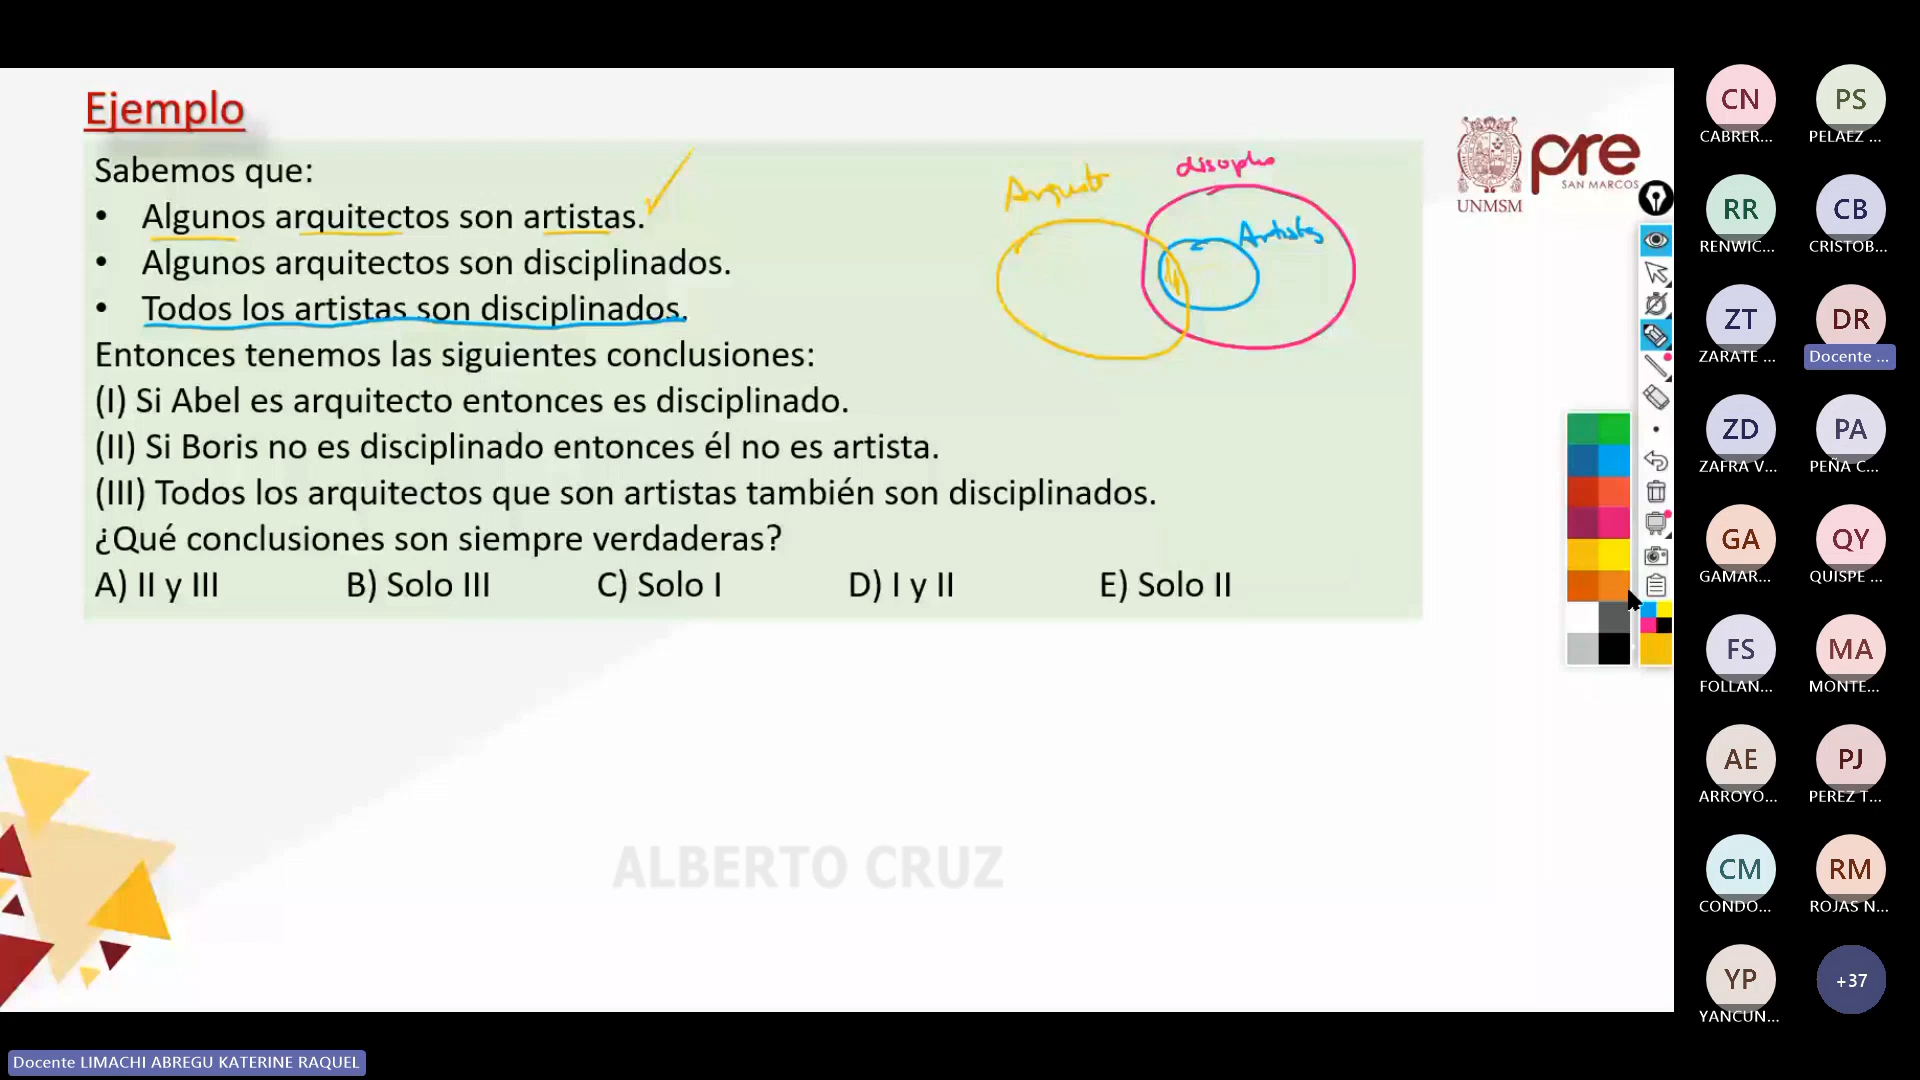 Ejemplo
Sabemos que:
• Algunos arquitectos son artistas.
• Algunos arquitectos son disciplinados.
• Todos los artistas son disciplinados.
Entonces tenemos las siguientes conclusiones:
(I) Si Abel es arquitecto entonces es disciplinado.
(II) Si Boris no es disciplinado entonces él no es artista.
(III) Todos los arquitectos que son artistas también son disciplinados.
¿Qué conclusiones son siempre verdaderas?
A) II y III B) Solo III C) Solo I D) I y II E) Solo II
Artistas
UNMSM
pre
SAN MARCOS
ALBERTO CRUZ
CN PS
CABRER... PELAEZ ...
RR CB
RENWIC... CRISTOB...
ZT DR
ZARATE ... Docente ...
ZD PA
ZAFRA V... PEÑA C...
GA QY
GAMAR... QUISPE ...
FS MA
FOLLAN... MONTE...
AE PJ
ARROYO... PEREZ T...
CM RM
CONDO... ROJAS N...
YP +37
YANCUN...
Docente LIMACHI ABREGU KATERINE RAQUEL